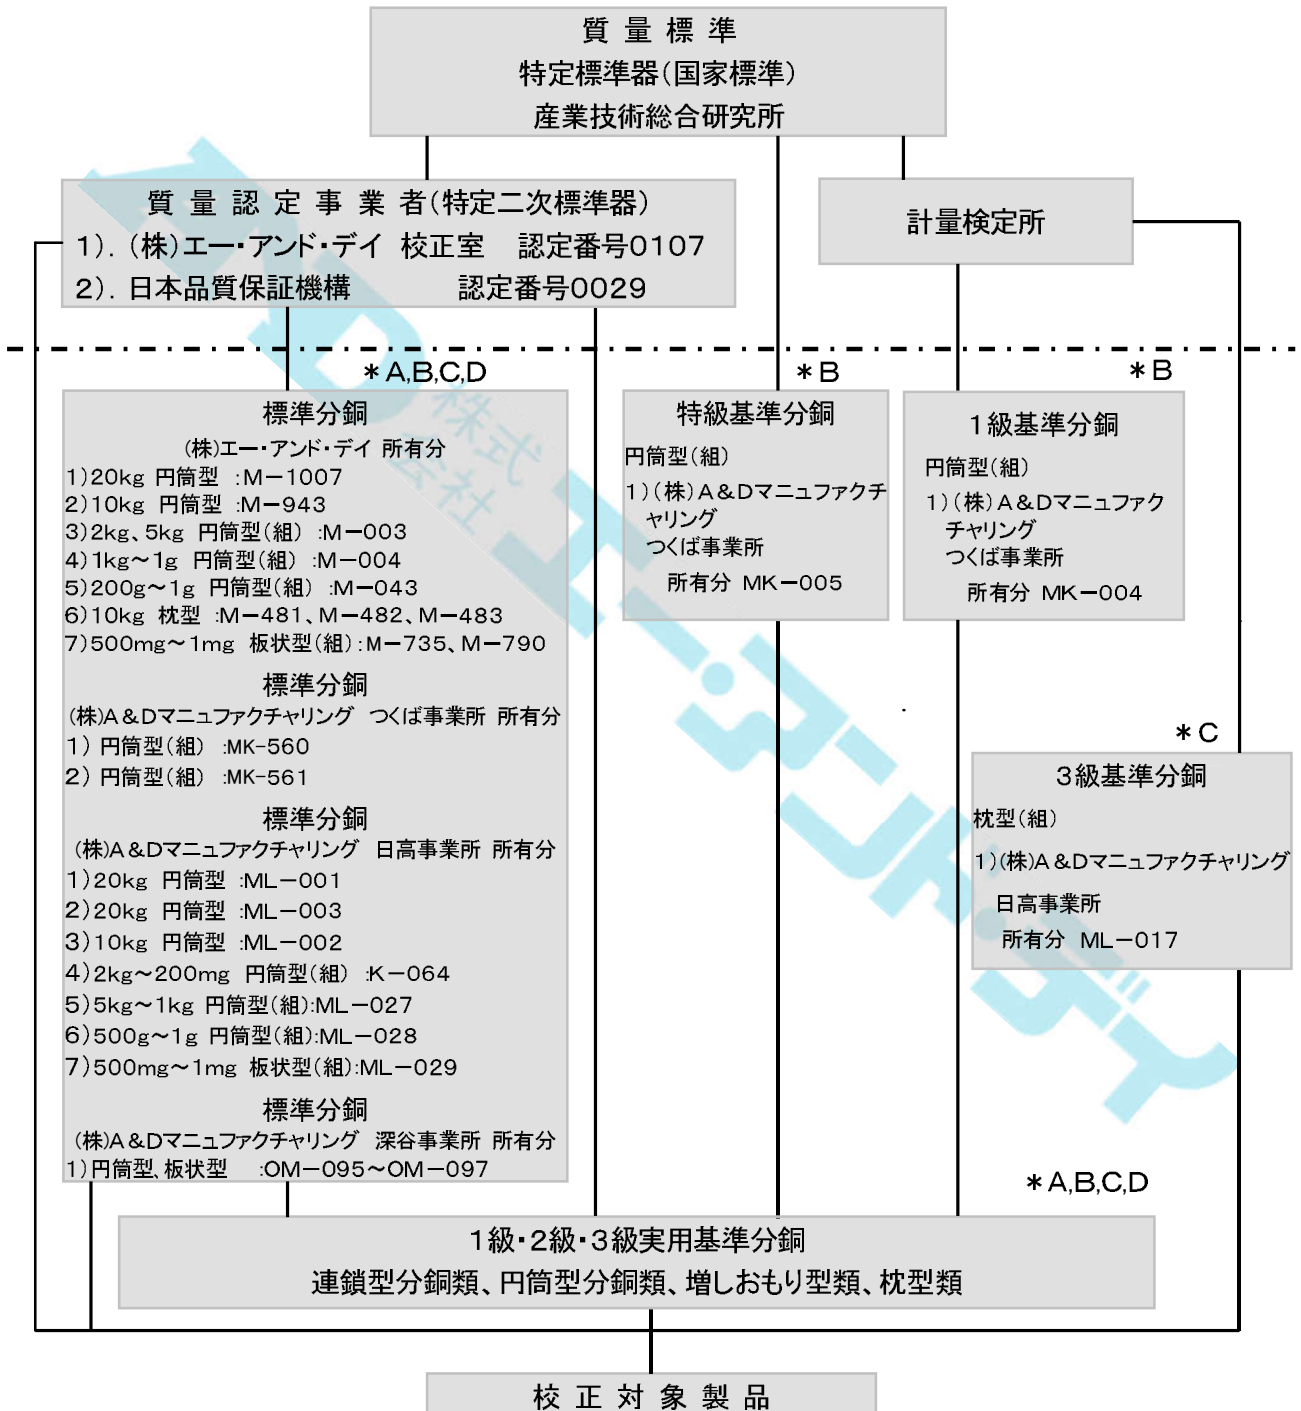 質 量 標 準
特定標準器(国家標準)
産業技術総合研究所
質 量 認 定 事 業 者(特定二次標準器)
1). (株)エー・アンド・デイ 校正室 認定番号0107
2). 日本品質保証機構 認定番号0029
計量検定所
*A,B,C,D
標準分銅
(株)エー・アンド・デイ 所有分
1)20kg 円筒型 :M-1007
2)10kg 円筒型 :M-943
3)2kg、5kg 円筒型(組) :M-003
4)1kg~1g 円筒型(組) :M-004
5)200g~1g 円筒型(組) :M-043
6)10kg 枕型 :M-481、M-482、M-483
7)500mg~1mg 板状型(組):M-735、M-790
標準分銅
(株)A&Dマニュファクチャリング つくば事業所 所有分
1) 円筒型(組) :MK-560
2) 円筒型(組) :MK-561
標準分銅
(株)A&Dマニュファクチャリング 日高事業所 所有分
1)20kg 円筒型 :ML-001
2)20kg 円筒型 :ML-003
3)10kg 円筒型 :ML-002
4)2kg~200mg 円筒型(組) :K-064
5)5kg~1kg 円筒型(組):ML-027
6)500g~1g 円筒型(組):ML-028
7)500mg~1mg 板状型(組):ML-029
標準分銅
(株)A&Dマニュファクチャリング 深谷事業所 所有分
1)円筒型、板状型 :OM-095~OM-097
*B
特級基準分銅
円筒型(組)
1)(株)A&Dマニュファクチ
ャリング
つくば事業所
所有分 MK-005
*B
1級基準分銅
円筒型(組)
1)(株)A&Dマニュファク
チャリング
つくば事業所
所有分 MK-004
*C
3級基準分銅
枕型(組)
1)(株)A&Dマニュファクチャリング
日高事業所
所有分 ML-017
*A,B,C,D
1級・2級・3級実用基準分銅
連鎖型分銅類、円筒型分銅類、増しおもり型類、枕型類
校 正 対 象 製 品
AND 株式会社 エー・アンド・デイ